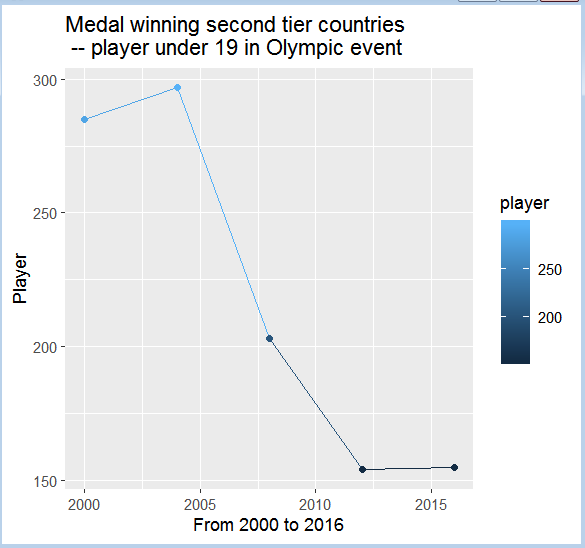 Medal winning second tier countries
-- player under 19 in Olympic event
300
250
200
150
Player
2000 2005 2010 2015
From 2000 to 2016
player
250
200